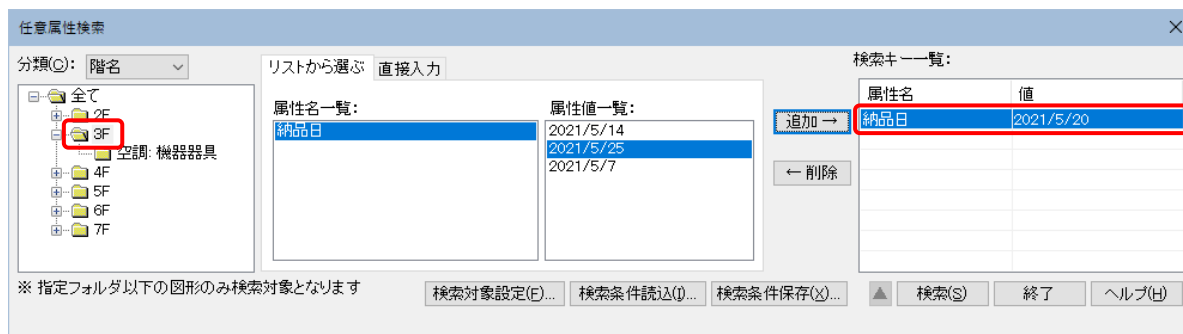 任意属性検索
分類(C): 階名
全て
2F
3F
空調: 機器器具
4F
5F
6F
7F
リストから選ぶ 直接入力
属性名一覧:
納品日
属性値一覧:
2021/5/14
2021/5/25
2021/5/7
追加→
←削除
検索キー一覧:
属性名 値
納品日 2021/5/20
※ 指定フォルダ以下の図形のみ検索対象となります
検索対象設定(F)... 検索条件読込(I)... 検索条件保存(X)... ▲ 検索(S) 終了 ヘルプ(H)